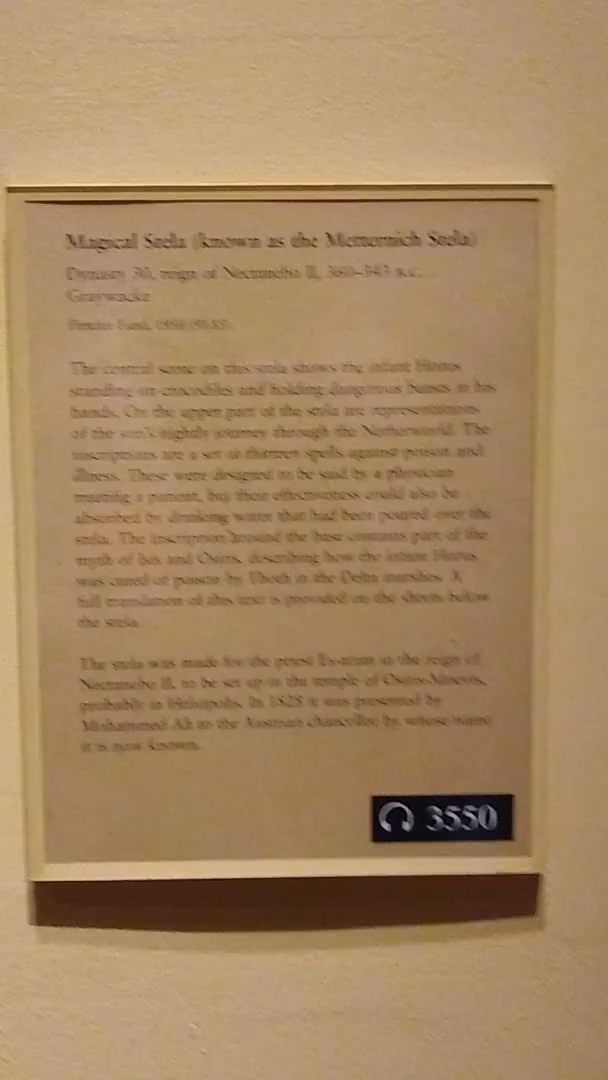 Magical Stela (known as the Metternich Stela)
Dynasty 30, reign of Nectanebo II, 360–343 B.C.
Graywacke
Fletcher Fund, 1950 (50.85)
The central scene on this stela shows the infant Horus
standing on crocodiles and holding dangerous beasts in his
hands. On the upper part of the stela are representations
of the sun's nightly journey through the Netherworld. The
inscriptions are a set of thirteen spells against poison and
illness. These were designed to be said by a physician
treating a patient, but their effectiveness could also be
absorbed by drinking water that had been poured over the
stela. The inscription around the base contains part of the
myth of Isis and Osiris, describing how the infant Horus
was cured of poison by Thoth in the Delta marshes. A
full translation of this text is provided on the sheets below
the stela.
The stela was made for the priest Es-atum in the reign of
Nectanebo II, to be set up in the temple of Osiris-Mnevis,
probably in Heliopolis. In 1828 it was presented by
Mohammed Ali to the Austrian chancellor by whose name
it is now known.
3550